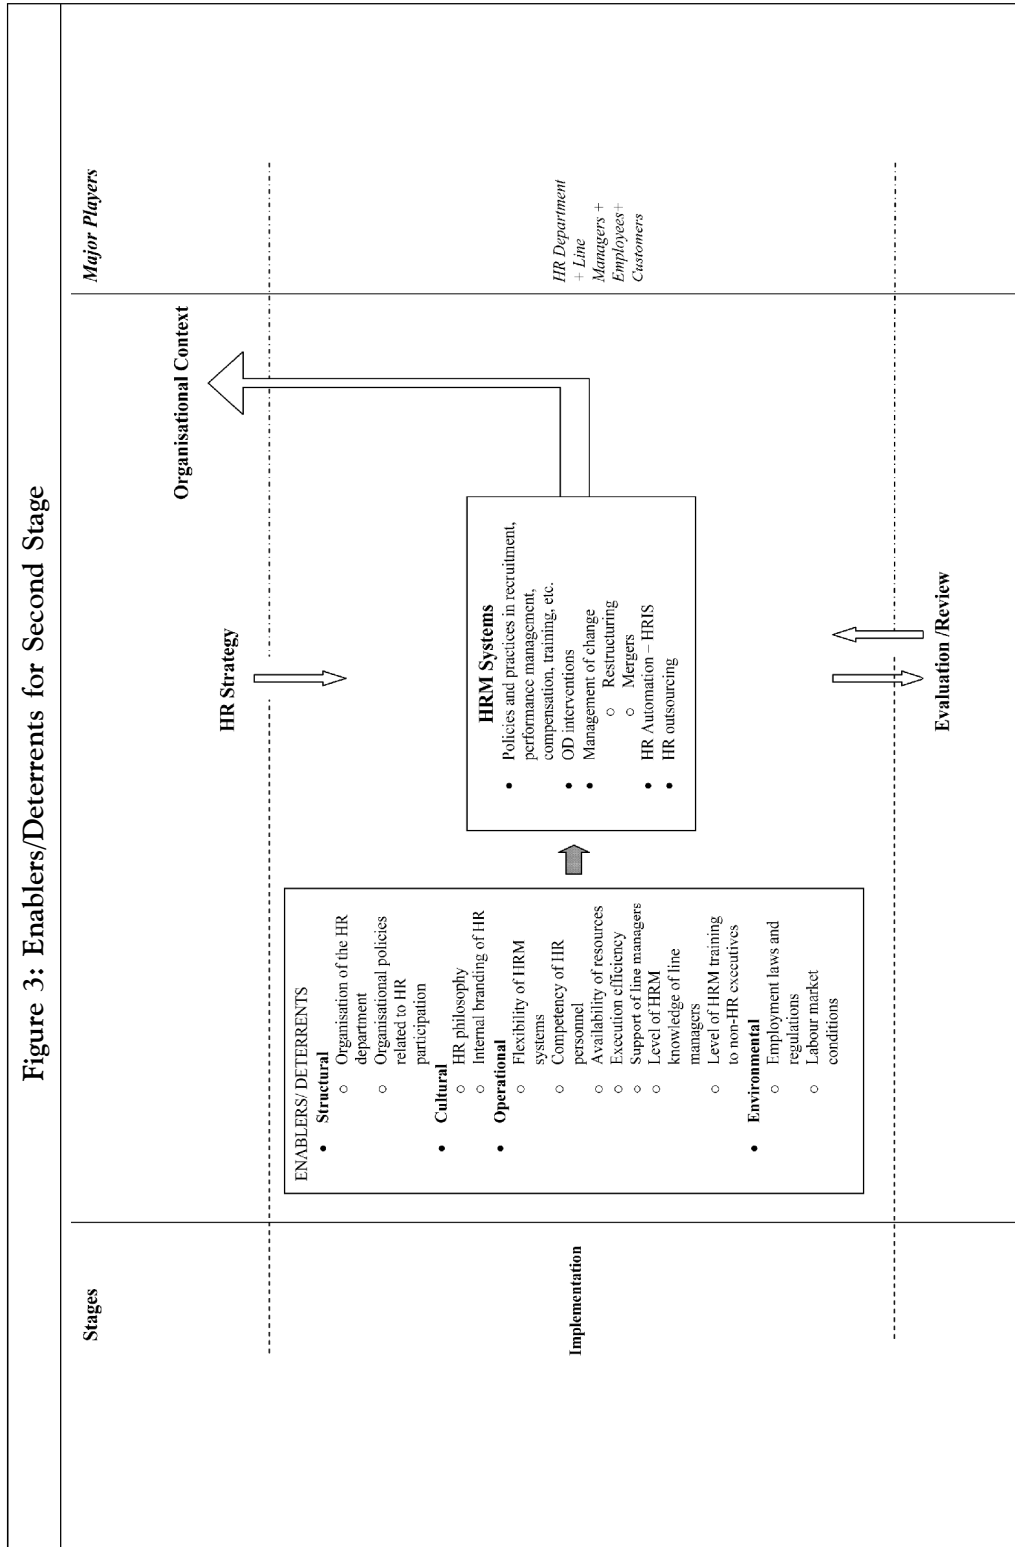 Figure 3: Enablers/Deterrents for Second Stage
Stages
Major Players
Organisational Context
HR Strategy
Implementation
ENABLERS/ DETERRENTS
• Structural
○ Organisation of the HR
department
○ Organisational policies
related to HR
participation
• Cultural
○ HR philosophy
○ Internal branding of HR
• Operational
○ Flexibility of HRM
systems
○ Competency of HR
personnel
○ Availability of resources
○ Execution efficiency
○ Support of line managers
○ Level of HRM
knowledge of line
managers
○ Level of HRM training
to non-HR executives
• Environmental
○ Employment laws and
regulations
○ Labour market
conditions
HRM Systems
• Policies and practices in recruitment,
performance management,
compensation, training, etc.
• OD interventions
• Management of change
○ Restructuring
○ Mergers
• HR Automation – HRIS
• HR outsourcing
HR Department
+ Line
Managers +
Employees+
Customers
Evaluation /Review